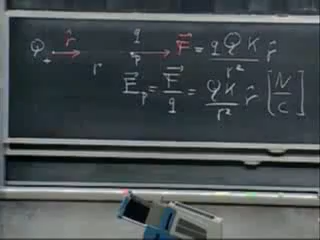 Q+ r̂ r q p F⃗ = qQK/r² r̂
E⃗p = F⃗/q = QK/r² r̂ [N/C]